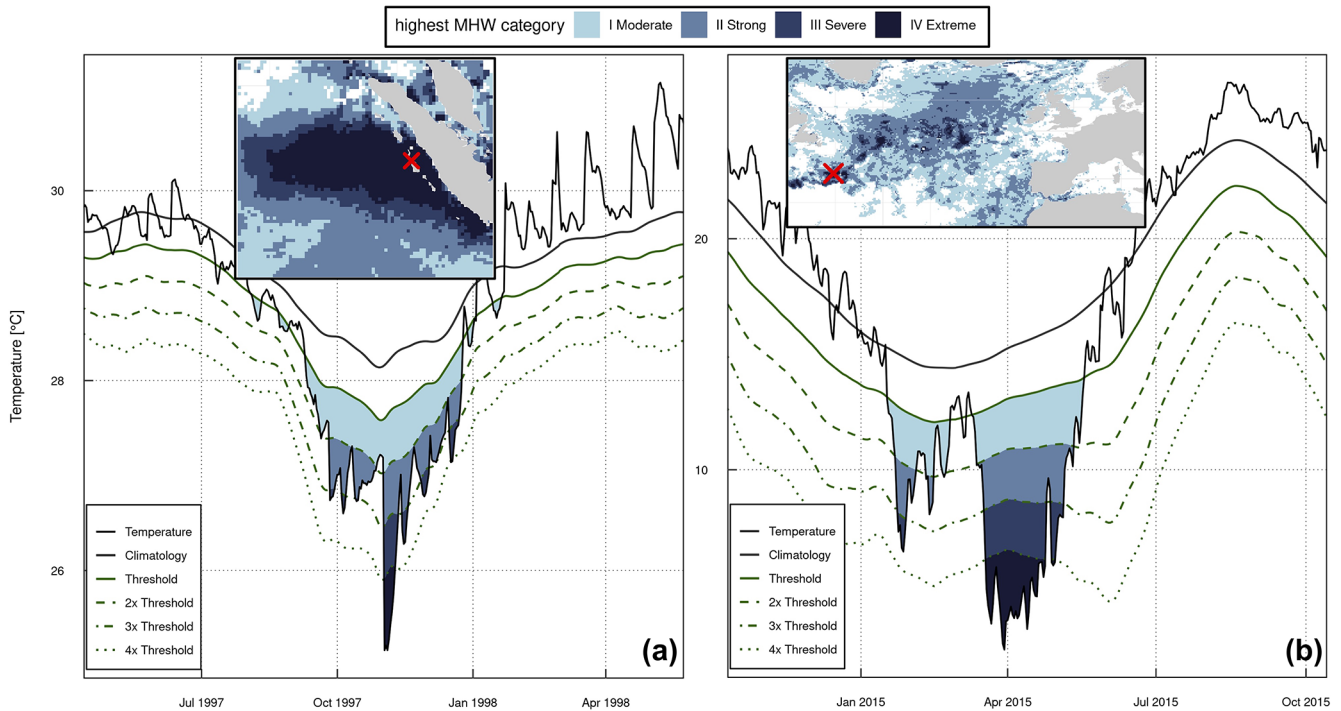 highest MHW category I Moderate II Strong III Severe IV Extreme
Temperature [°C]
30
28
26
Temperature
Climatology
Threshold
2x Threshold
3x Threshold
4x Threshold
(a)
Jul 1997 Oct 1997 Jan 1998 Apr 1998
20
10
Temperature
Climatology
Threshold
2x Threshold
3x Threshold
4x Threshold
(b)
Jan 2015 Apr 2015 Jul 2015 Oct 2015